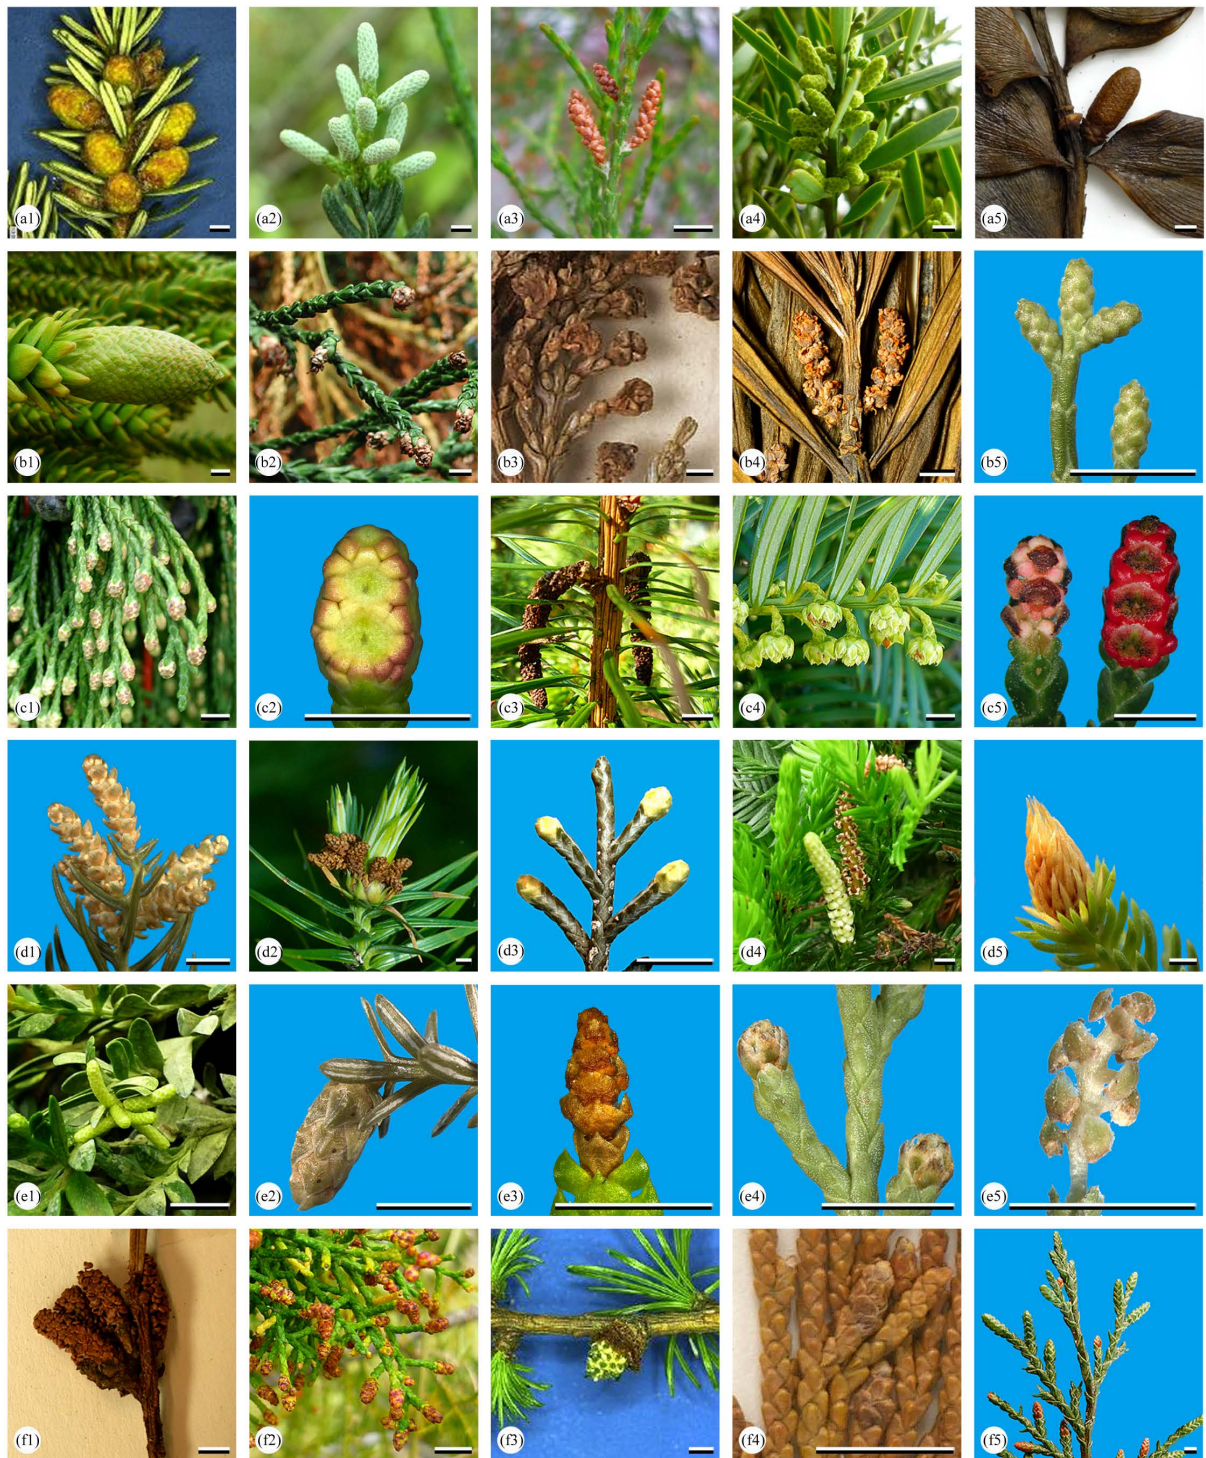 (a1) (a2) (a3) (a4) (a5)
(b1) (b2) (b3) (b4) (b5)
(c1) (c2) (c3) (c4) (c5)
(d1) (d2) (d3) (d4) (d5)
(e1) (e2) (e3) (e4) (e5)
(f1) (f2) (f3) (f4) (f5)